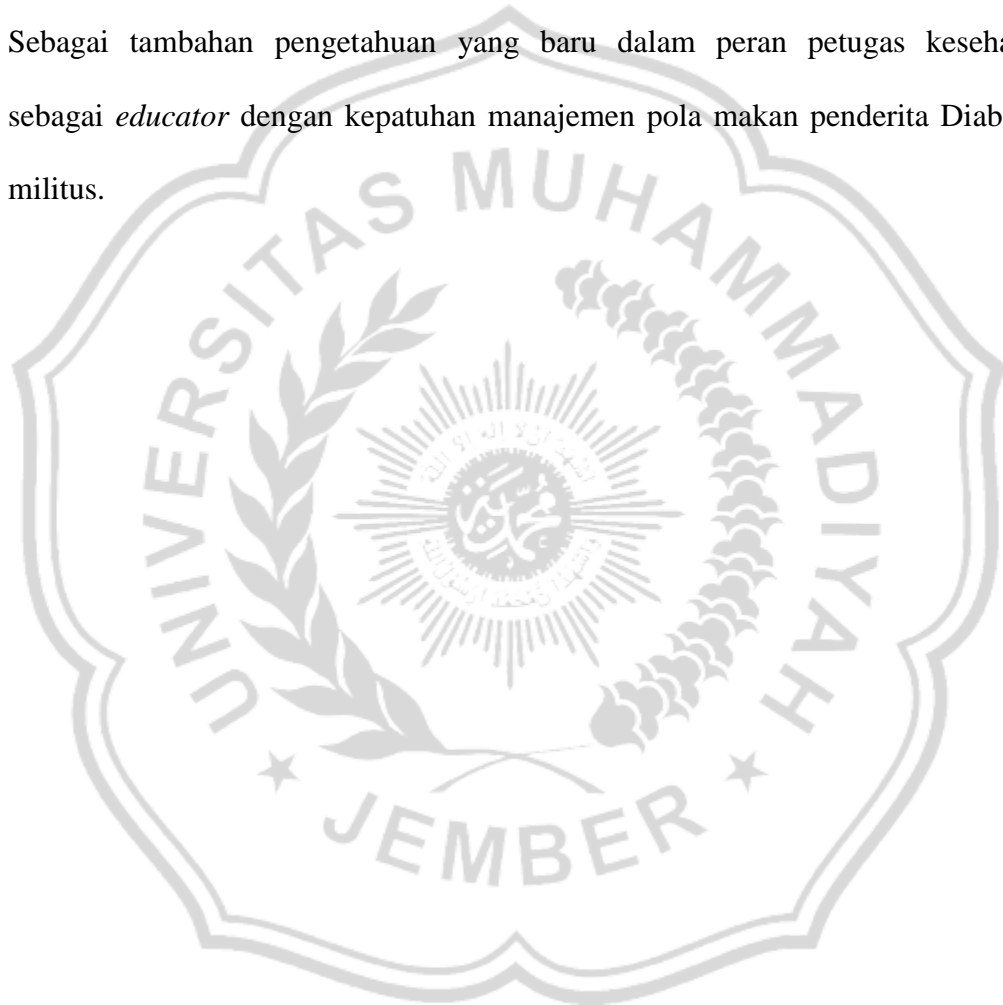 Sebagai tambahan pengetahuan yang baru dalam peran petugas keseha
sebagai educator dengan kepatuhan manajemen pola makan penderita Diab
militus.
UNIVERSITAS MUHAMMADIYAH
JEMBER